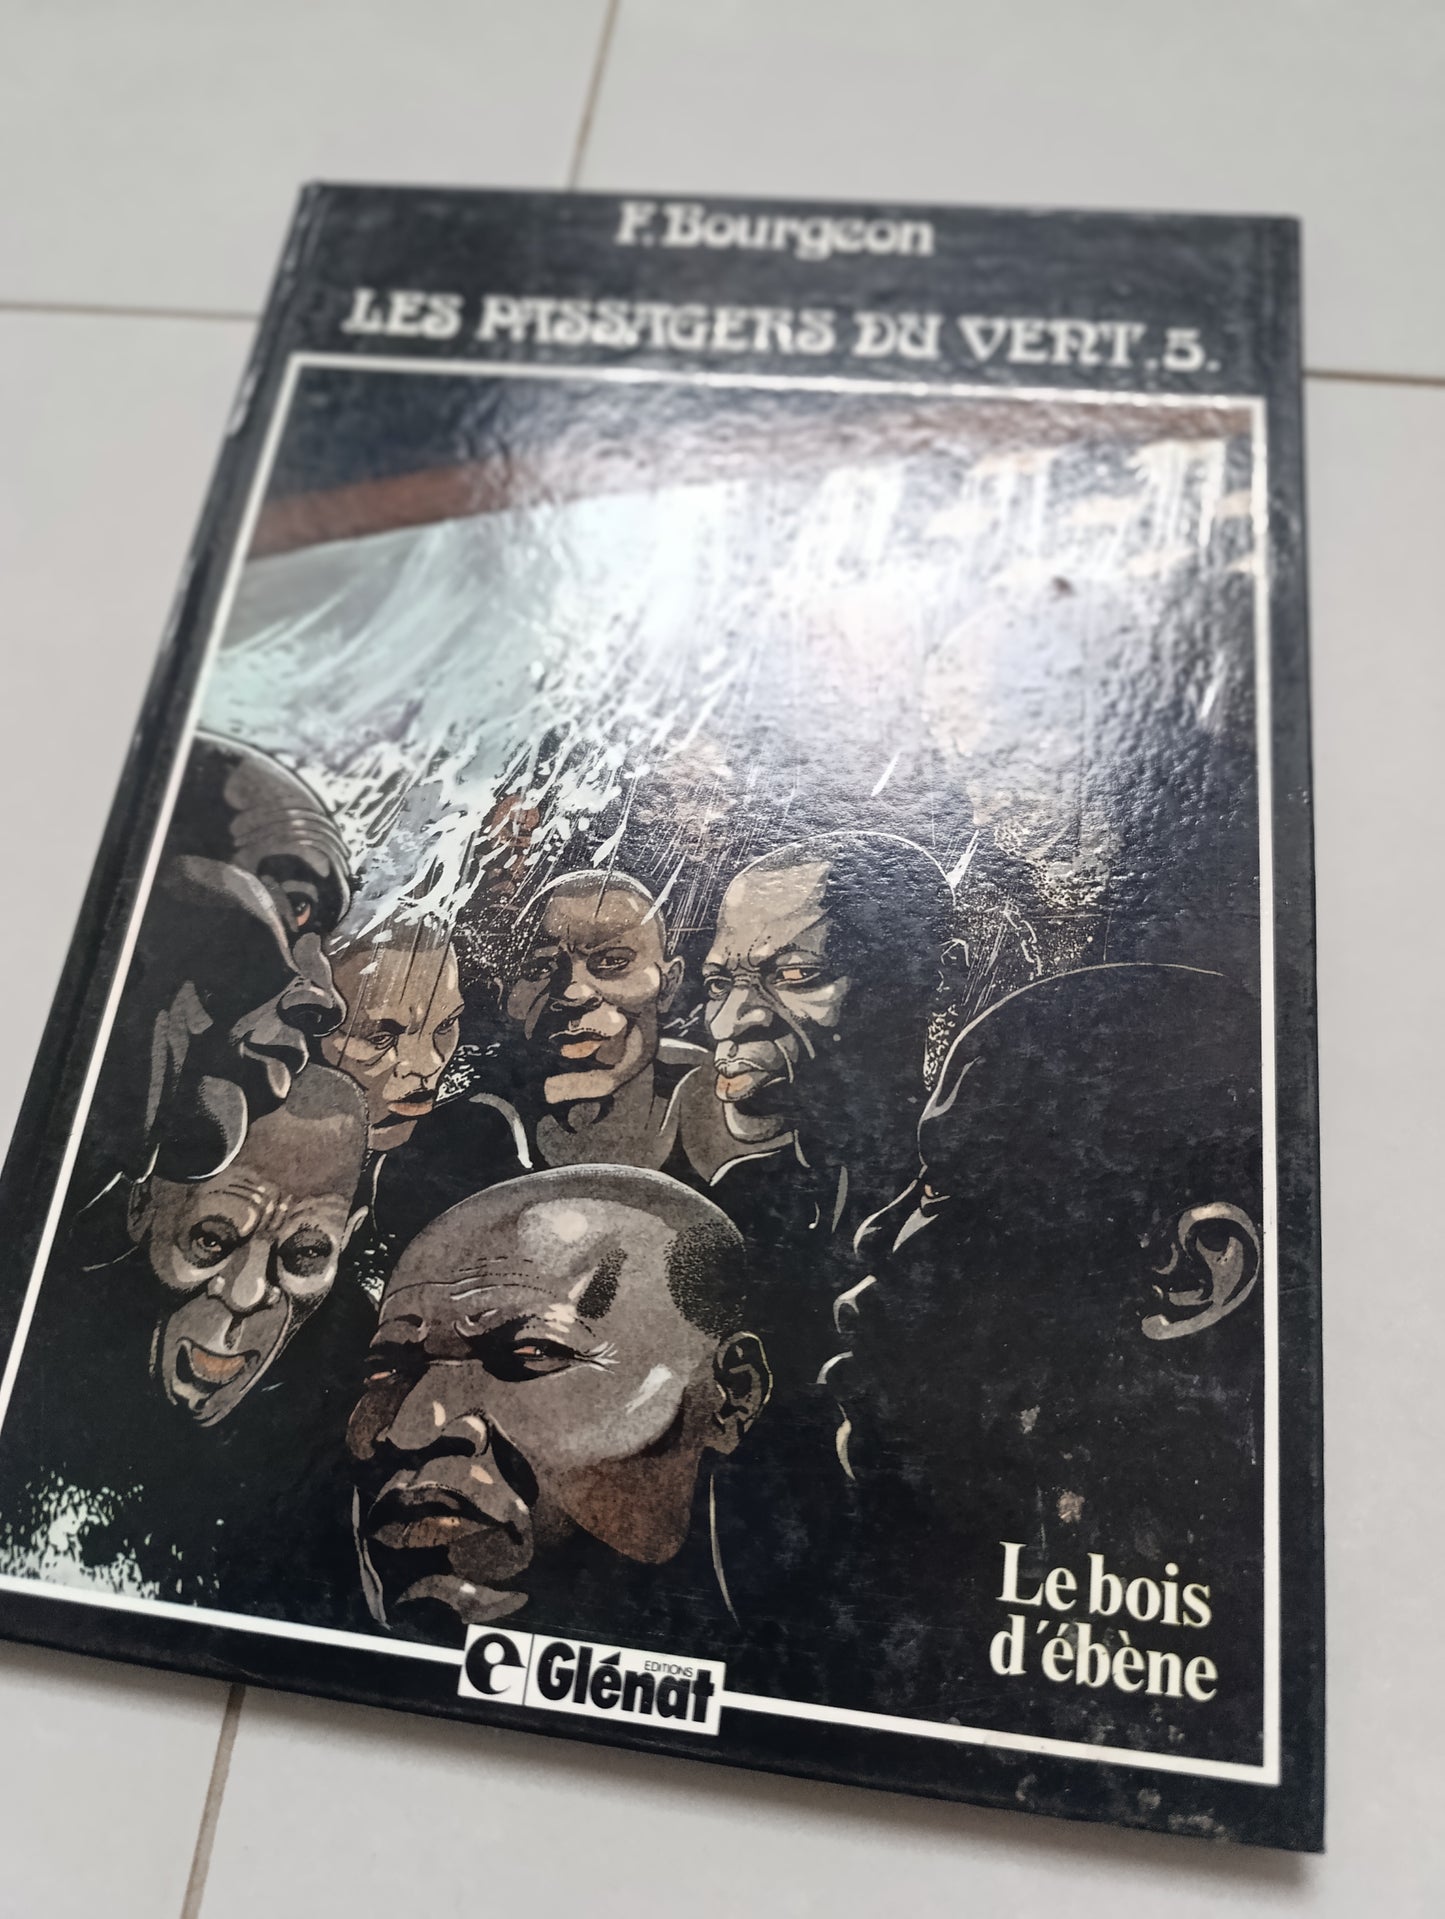 F. Bourgeon
LES PASSAGERS DU VENT.5.
Le bois
d'ébène
EDITIONS
Glénat